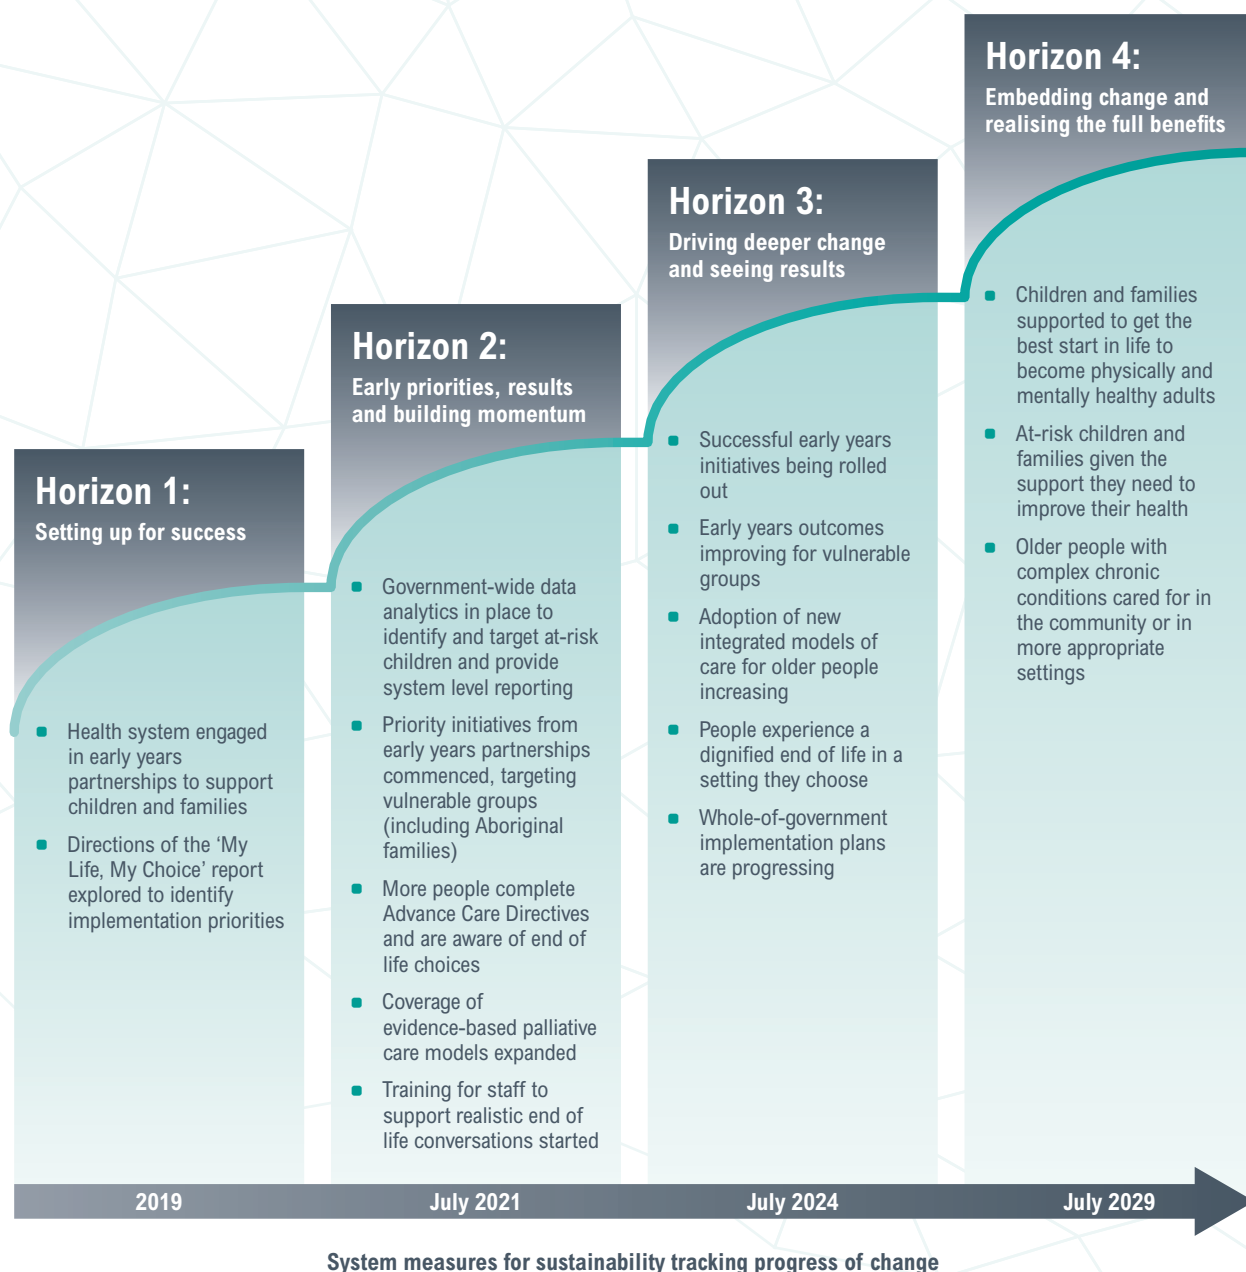 Horizon 1:
Setting up for success
Health system engaged
in early years
partnerships to support
children and families
Directions of the ‘My
Life, My Choice’ report
explored to identify
implementation priorities
2019
Horizon 2:
Early priorities, results
and building momentum
Government-wide data
analytics in place to
identify and target at-risk
children and provide
system level reporting
Priority initiatives from
early years partnerships
commenced, targeting
vulnerable groups
(including Aboriginal
families)
More people complete
Advance Care Directives
and are aware of end of
life choices
Coverage of
evidence-based palliative
care models expanded
Training for staff to
support realistic end of
life conversations started
July 2021
Horizon 3:
Driving deeper change
and seeing results
Successful early years
initiatives being rolled
out
Early years outcomes
improving for vulnerable
groups
Adoption of new
integrated models of
care for older people
increasing
People experience a
dignified end of life in a
setting they choose
Whole-of-government
implementation plans
are progressing
July 2024
Horizon 4:
Embedding change and
realising the full benefits
Children and families
supported to get the
best start in life to
become physically and
mentally healthy adults
At-risk children and
families given the
support they need to
improve their health
Older people with
complex chronic
conditions cared for in
the community or in
more appropriate
settings
July 2029
System measures for sustainability tracking progress of change